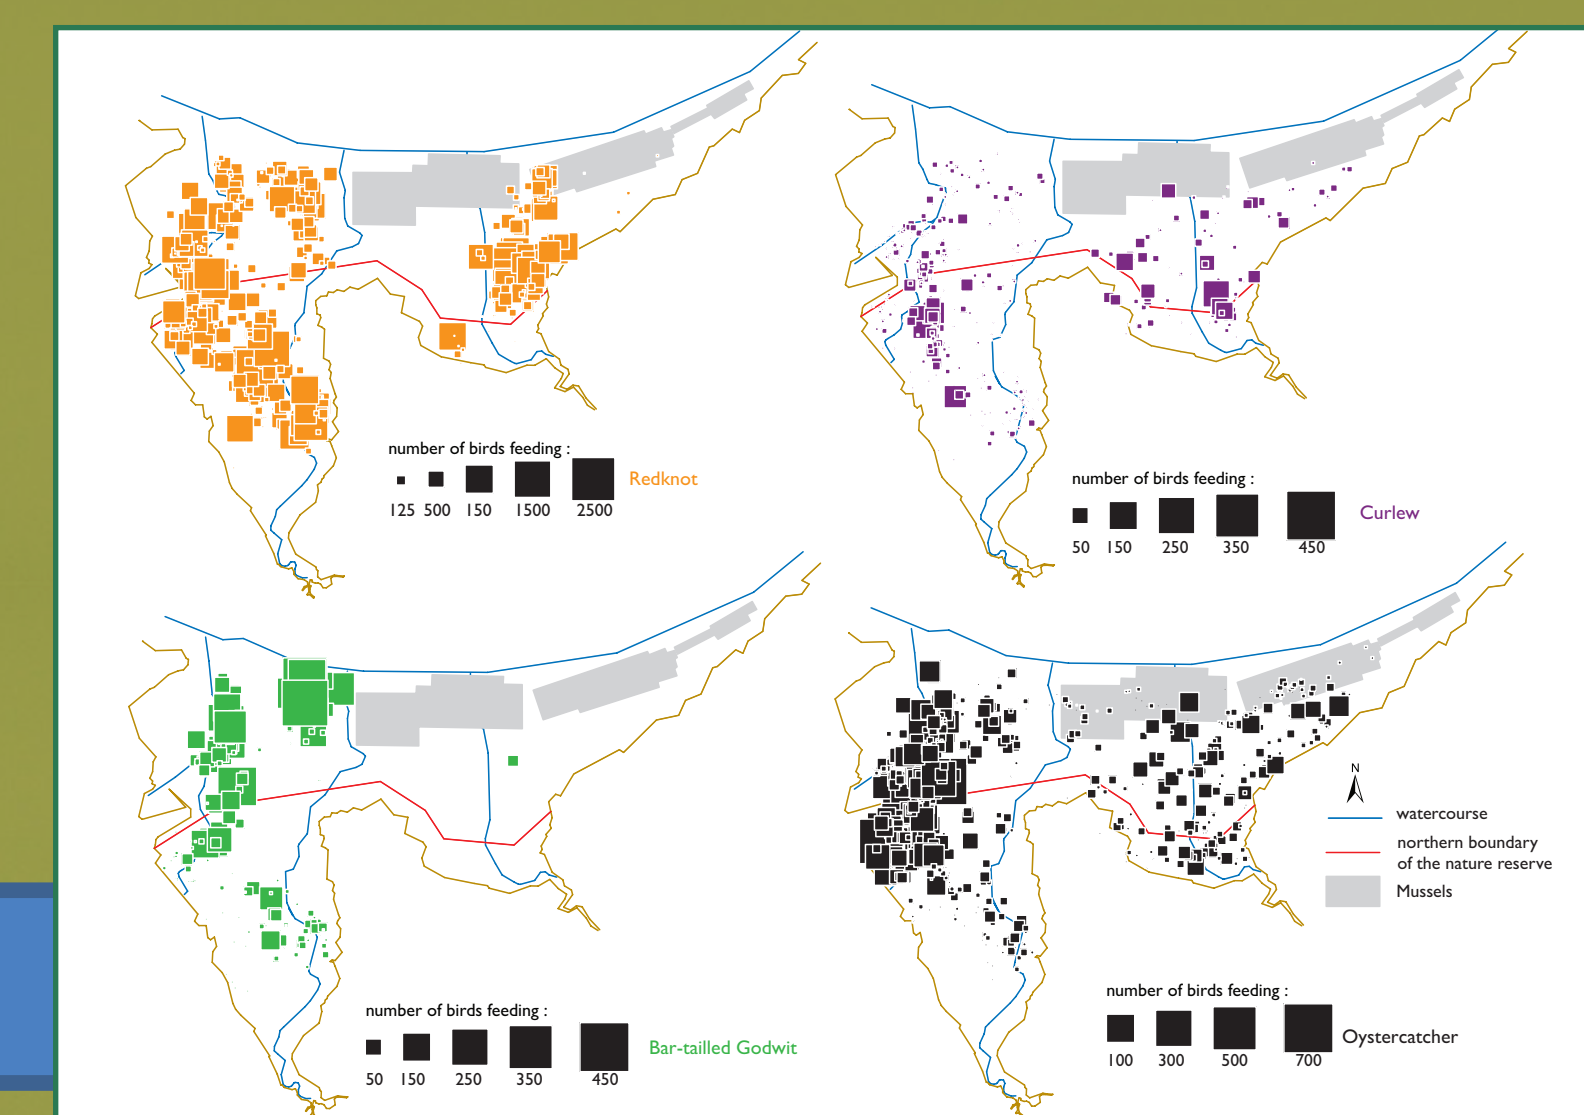 number of birds feeding :
125 500 150 1500 2500
Redknot
number of birds feeding :
50 150 250 350 450
Curlew
number of birds feeding :
50 150 250 350 450
Bar-tailled Godwit
N
watercourse
northern boundary
of the nature reserve
Mussels
number of birds feeding :
100 300 500 700
Oystercatcher